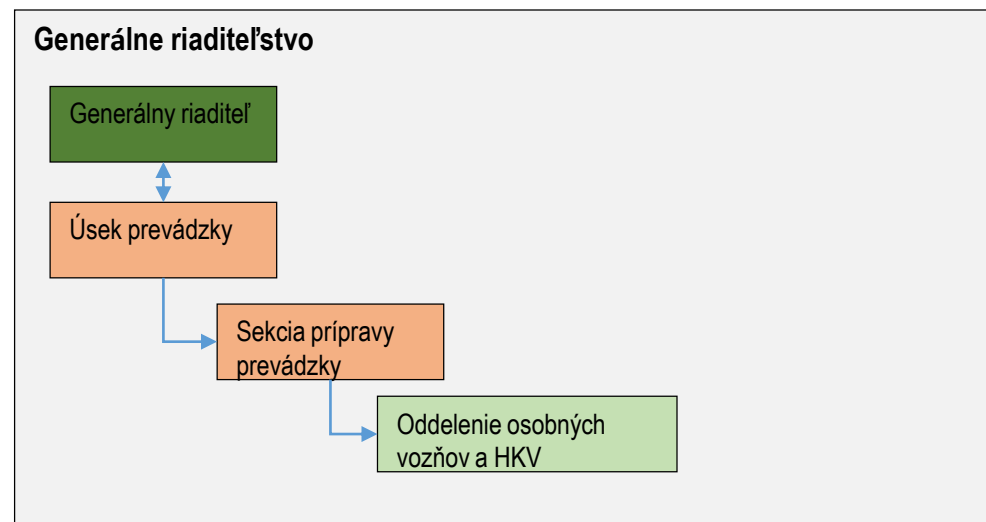 Generálne riaditeľstvo
Generálny riaditeľ
Úsek prevádzky
Sekcia prípravy
prevádzky
Oddelenie osobných
vozňov a HKV